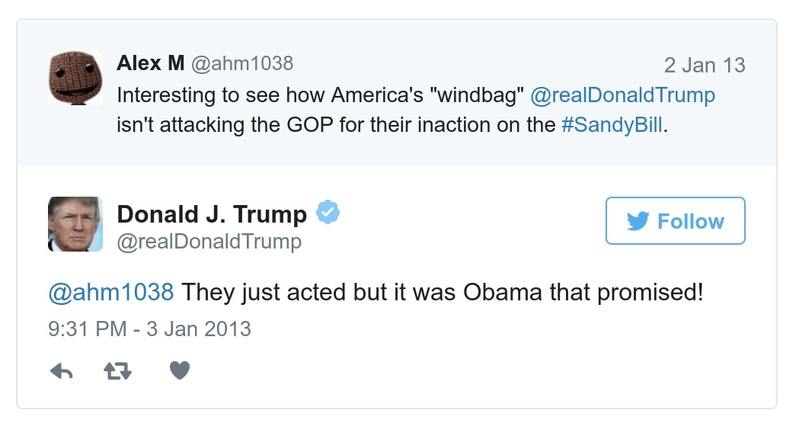 Alex M @ahm1038
2 Jan 13
Interesting to see how America's "windbag" @realDonaldTrump
isn't attacking the GOP for their inaction on the #SandyBill.
Donald J. Trump
Follow
@realDonaldTrump
@ahm1038 They just acted but it was Obama that promised!
9:31 PM - 3 Jan 2013